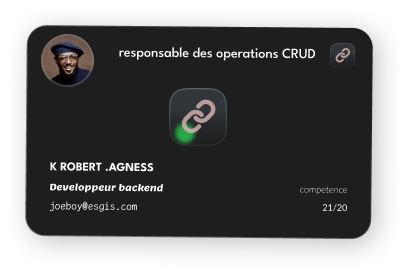 responsable des operations CRUD
K ROBERT .AGNESS
Developpeur backend
joeboy@esgis.com
competence
21/20